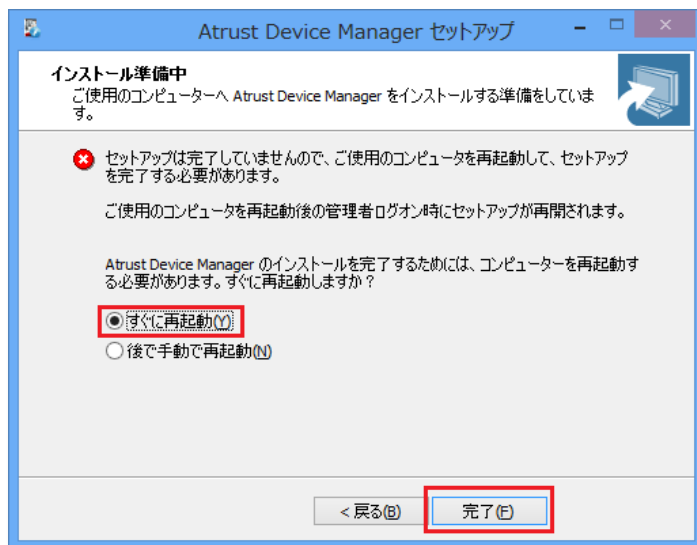 Atrust Device Manager セットアップ
インストール準備中
ご使用のコンピューターへ Atrust Device Manager をインストールする準備をしていま
す。
セットアップは完了していませんので、ご使用のコンピュータを再起動して、セットアップ
を完了する必要があります。
ご使用のコンピュータを再起動後の管理者ログオン時にセットアップが再開されます。
Atrust Device Manager のインストールを完了するためには、コンピューターを再起動す
る必要があります。すぐに再起動しますか？
すぐに再起動(Y)
後で手動で再起動(N)
< 戻る(B)
完了(F)